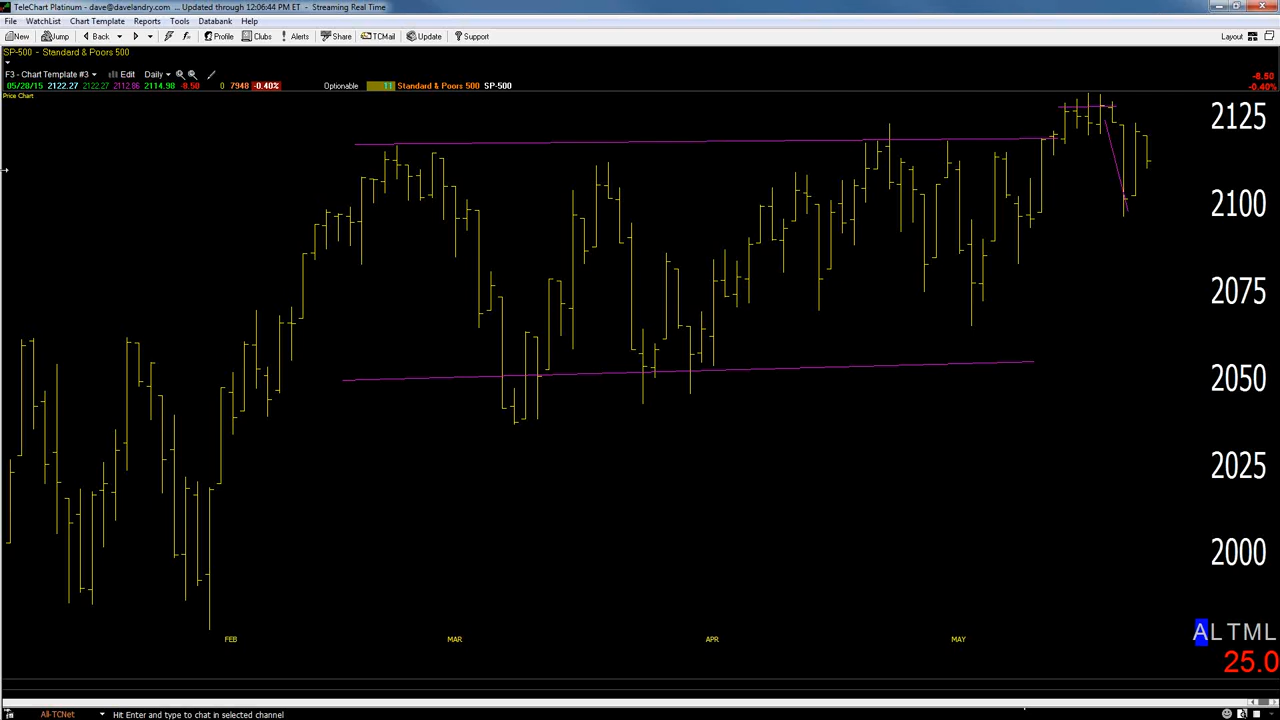 TeleChart Platinum - dave@davelandry.com ... Updated through 12:06:44 PM ET - Streaming Real Time
File WatchList Chart Template Reports Tools Databank Help
New Jump Back Profile Clubs Alerts Share TCMail Update Support Layout
SP-500 - Standard & Poors 500
F3 - Chart Template #3 Edit Daily
-8.50
05/28/15 2122.27 2122.27 2112.86 2114.98 -8.50 0 7948 -0.40% Optionable 11 Standard & Poors 500 SP-500 -0.40%
Price Chart
2125
2100
2075
2050
2025
2000
FEB MAR APR MAY
ALTML
25.0
All-TCNet Hit Enter and type to chat in selected channel